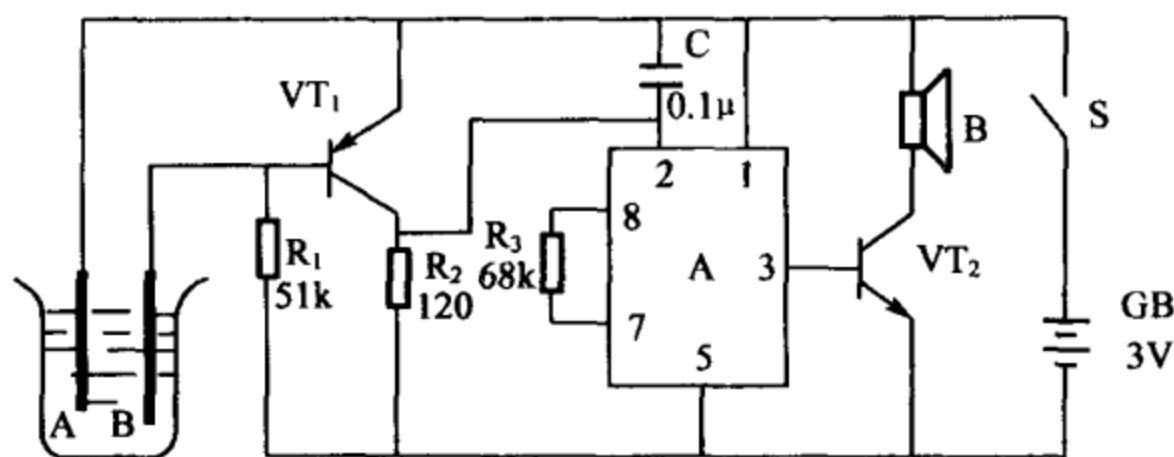 C
VT₁
0.1μ
B
S
2 1
8
R₁
51k
R₂
120
R₃
68k
A
3
VT₂
7
5
GB
3V
A B